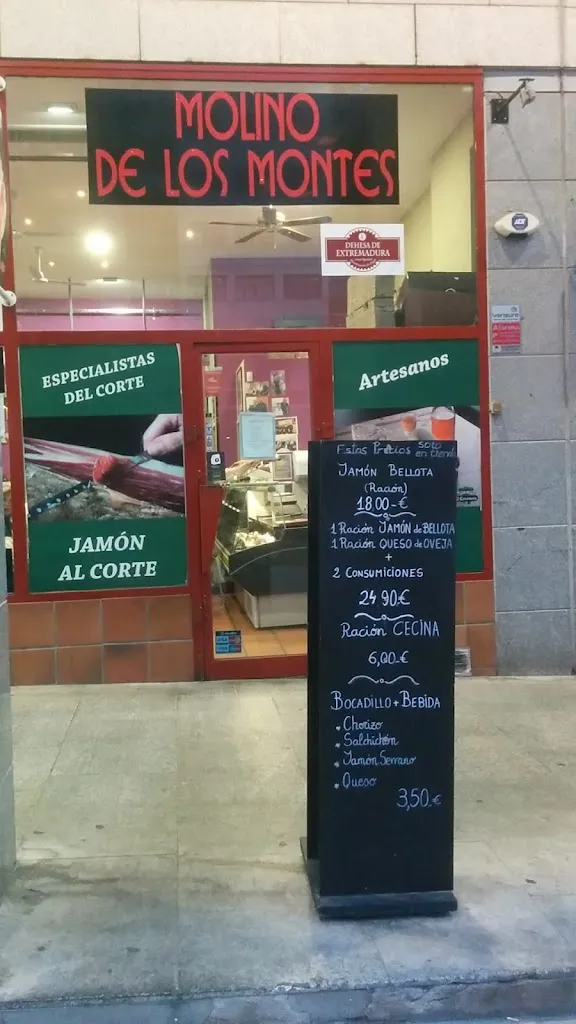 MOLINO
DE LOS MONTES
DEHESA DE
EXTREMADURA
ESPECIALISTAS
DEL CORTE
JAMÓN
AL CORTE
Artesanos
Estos Precios SOLO
en tienda
JAMÓN BELLOTA
(Ración)
18,00-€
1 Ración JAMÓN de BELLOTA
1 Ración QUESO de OVEJA
+
2 CONSUMICIONES
24 90€
Ración CECINA
6,00-€
BOCADILLO + BEBIDA
* Chorizo
* Salchichón
* Jamón Serrano
* Queso
3,50.€
ADT